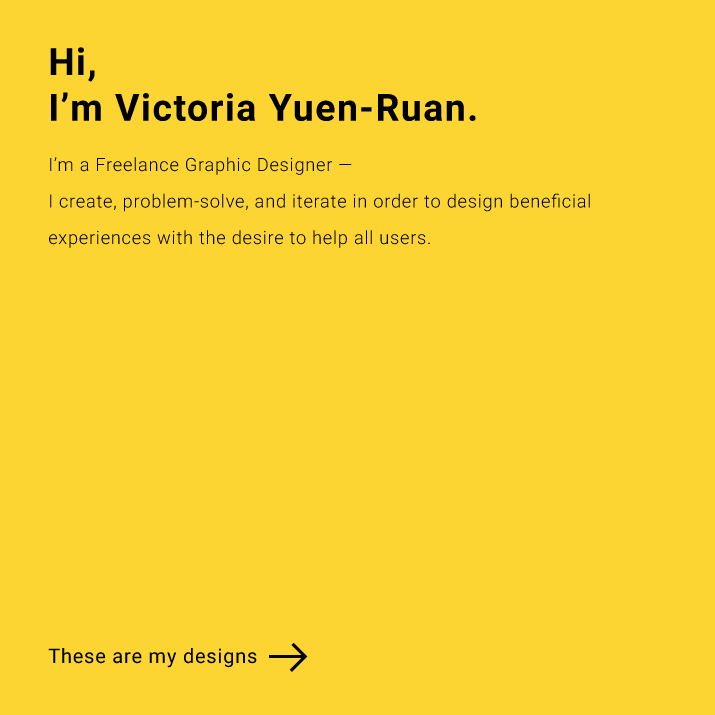 Hi,
I’m Victoria Yuen-Ruan.
I’m a Freelance Graphic Designer —
I create, problem-solve, and iterate in order to design beneficial
experiences with the desire to help all users.
These are my designs